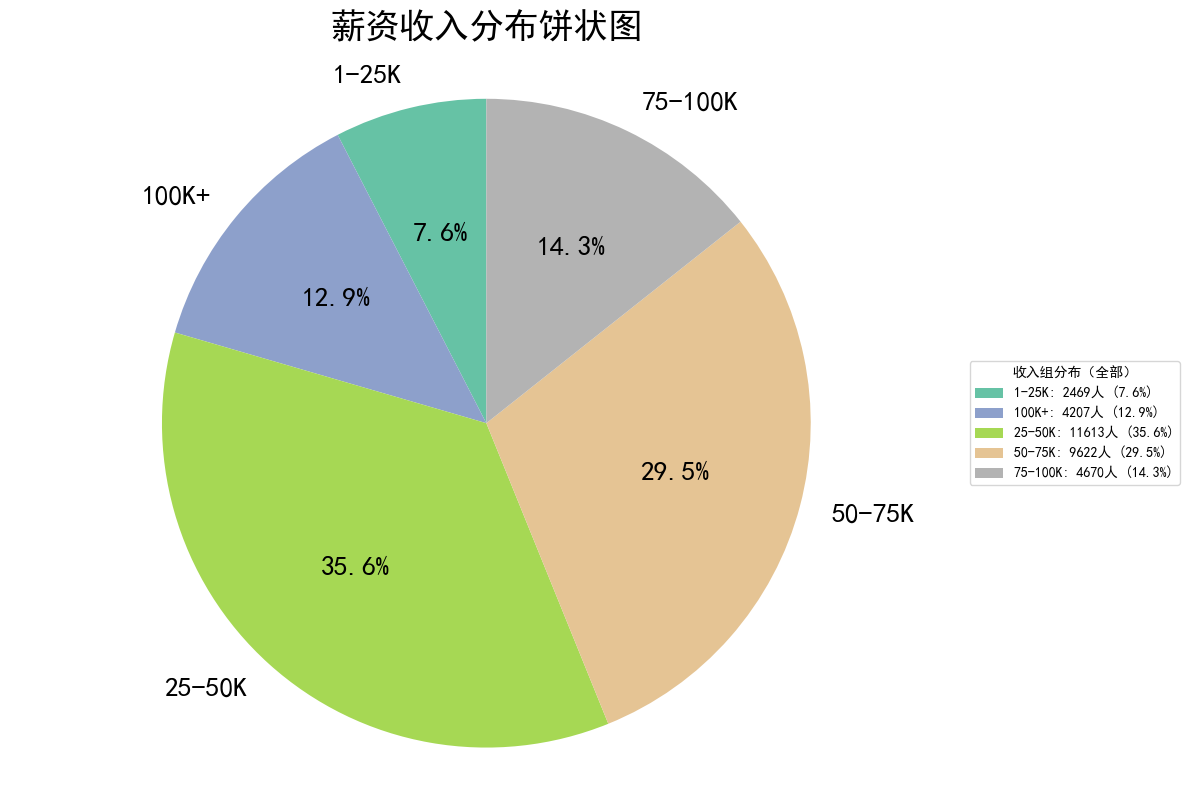 薪资收入分布饼状图
1-25K
75-100K
100K+
7.6%
14.3%
12.9%
29.5%
50-75K
35.6%
25-50K
收入组分布（全部）
1-25K: 2469人 (7.6%)
100K+: 4207人 (12.9%)
25-50K: 11613人 (35.6%)
50-75K: 9622人 (29.5%)
75-100K: 4670人 (14.3%)